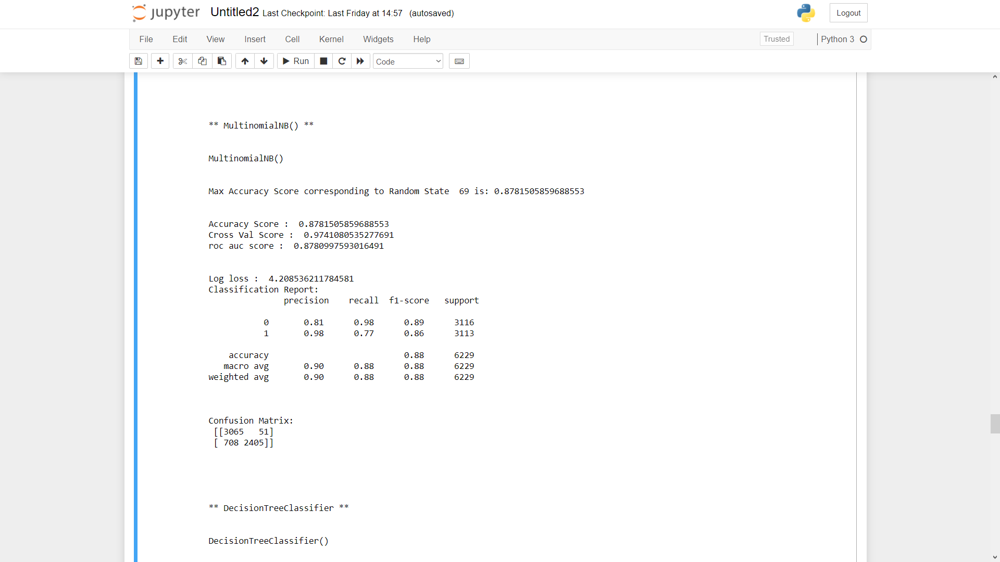 jupyter Untitled2 Last Checkpoint: Last Friday at 14:57 (autosaved) Logout
File Edit View Insert Cell Kernel Widgets Help Trusted Python 3
Run Code
** MultinomialNB() **
MultinomialNB()
Max Accuracy Score corresponding to Random State  69 is: 0.8781505859688553
Accuracy Score :  0.8781505859688553
Cross Val Score :  0.9741080535277691
roc auc score :  0.8780997593016491
Log loss :  4.208536211784581
Classification Report:
precision    recall  f1-score   support
0       0.81      0.98      0.89      3116
1       0.98      0.77      0.86      3113
accuracy                           0.88      6229
macro avg       0.90      0.88      0.88      6229
weighted avg       0.90      0.88      0.88      6229
Confusion Matrix:
[[3065   51]
[ 708 2405]]
** DecisionTreeClassifier **
DecisionTreeClassifier()